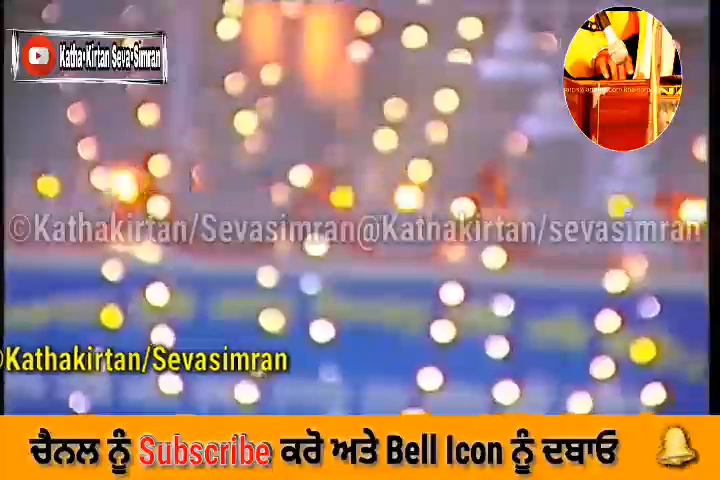 Katha•Kirtan Seva•Simran
©Kathakirtan/Sevasimran@Kathakirtan/sevasimran
©Kathakirtan/Sevasimran
ਚੈਨਲ ਨੂੰ Subscribe ਕਰੋ ਅਤੇ Bell Icon ਨੂੰ ਦਬਾਓ